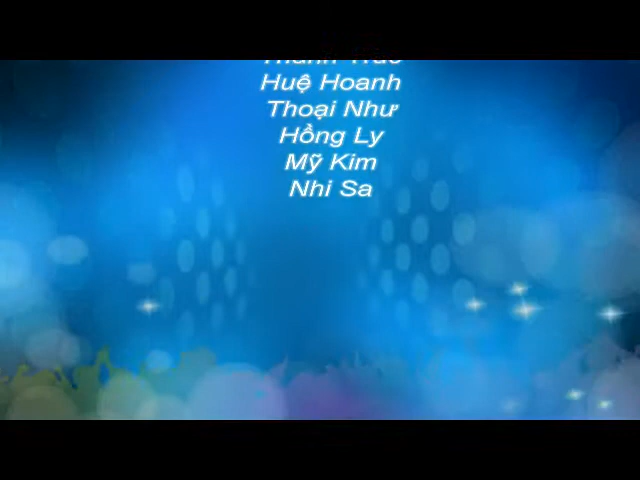 Huệ Hoanh
Thoại Như
Hồng Ly
Mỹ Kim
Nhi Sa